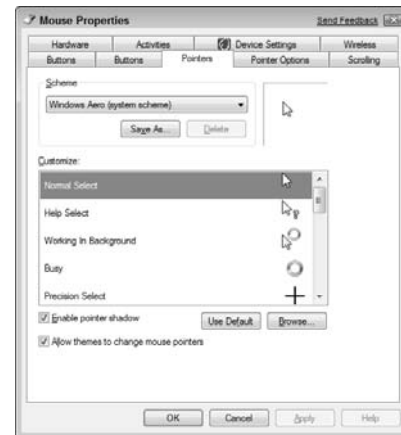 Mouse Properties
Send Feedback
Hardware Activities Device Settings Wireless
Buttons Buttons Pointers Pointer Options Scrolling
Scheme
Windows Aero (system scheme)
Save As... Delete
Customize:
Normal Select
Help Select
Working In Background
Busy
Precision Select
Enable pointer shadow
Use Default Browse...
Allow themes to change mouse pointers
OK Cancel Apply Help